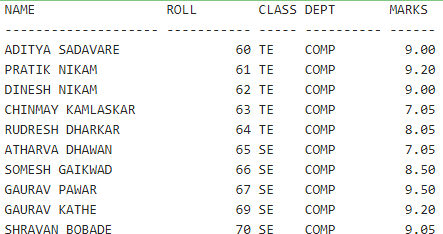 NAME                 ROLL        CLASS DEPT       MARKS
-------------------- ----------- ----- ---------- ------
ADITYA SADAVARE               60 TE    COMP         9.00
PRATIK NIKAM                  61 TE    COMP         9.20
DINESH NIKAM                  62 TE    COMP         9.00
CHINMAY KAMLASKAR             63 TE    COMP         7.05
RUDRESH DHARKAR               64 TE    COMP         8.05
ATHARVA DHAWAN                65 SE    COMP         7.05
SOMESH GAIKWAD                66 SE    COMP         8.50
GAURAV PAWAR                  67 SE    COMP         9.50
GAURAV KATHE                  69 SE    COMP         9.20
SHRAVAN BOBADE                70 SE    COMP         9.05